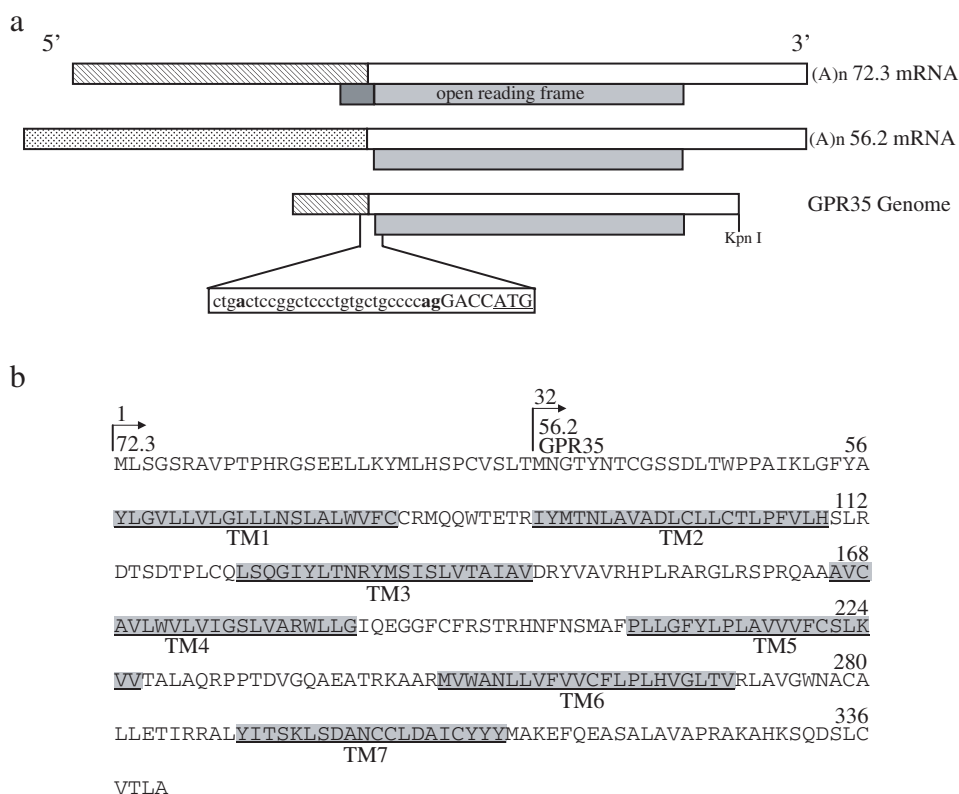 a
5’ 3’
(A)n 72.3 mRNA
open reading frame
(A)n 56.2 mRNA
GPR35 Genome
Kpn I
ctgactccggctccctgtgctgccccagGACCATG
b
1 32
72.3 56.2
GPR35 56
MLSGSRAVPTPHRGSEELLKYMLHSPCVSLTMNGTYNTCGSSDLTWPPAIKLGFYA
112
YLGVLLVLGLLLNSLALWVFCCRMQQWTETRIYMTNLAVADLCLLCTLPFVLHSLR
TM1 TM2
168
DTSDTPLCQLSQGIYLTNRYMSISLVTAIAVDRYVAVRHPLRARGLRSPRQAAAVC
TM3
224
AVLWVLVIGSLVARWLLGIQEGGFCFRSTRHNFNSMAFPLLGFYLPLAVVVFCSLK
TM4 TM5
280
VVTALAQRPPTDVGQAEATRKAARMVWANLLVFVVCFLPLHVGLTVRLAVGWNACA
TM6
336
LLETIRRALYITSKLSDANCCLDAICYYYMAKEFQEASALAVAPRAKAHKSQDSLC
TM7
VTLA